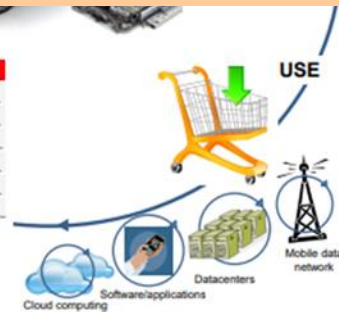 USE
Mobile data
network
Datacenters
Software/applications
Cloud computing